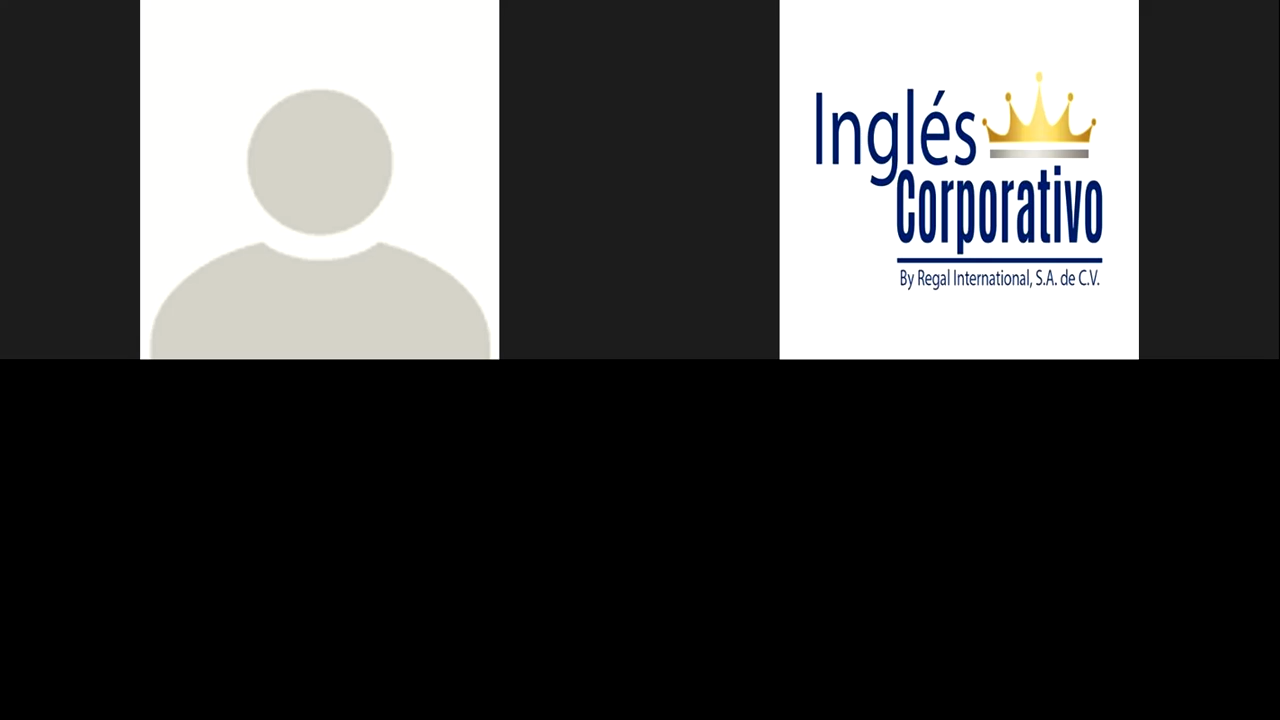 Inglés
Corporativo
By Regal International, S.A. de C.V.